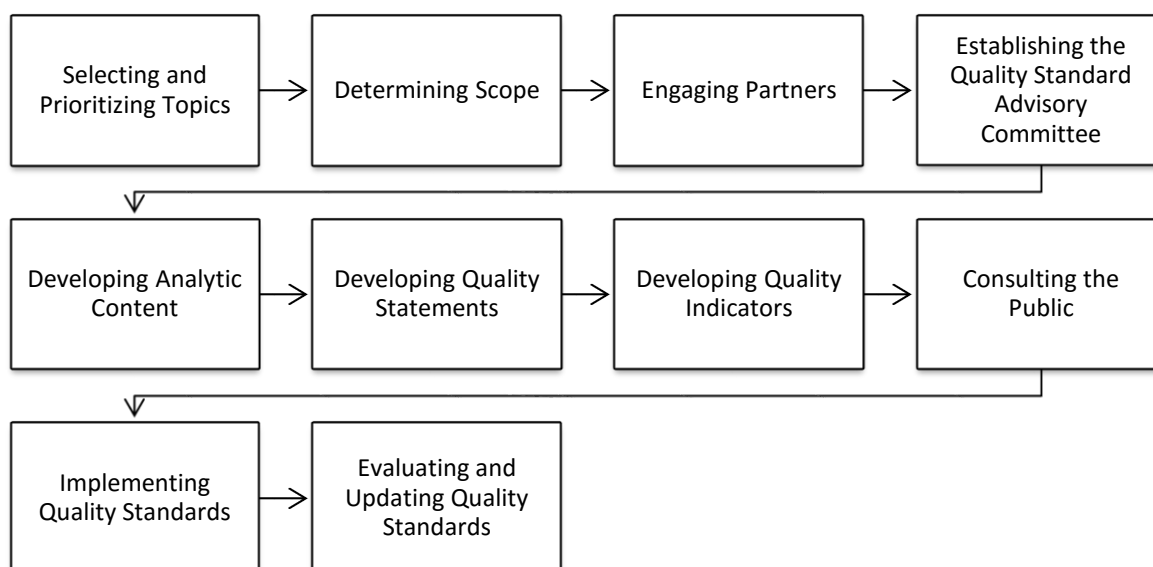 Selecting and
Prioritizing Topics
Determining Scope
Engaging Partners
Establishing the
Quality Standard
Advisory
Committee
Developing Analytic
Content
Developing Quality
Statements
Developing Quality
Indicators
Consulting the
Public
Implementing
Quality Standards
Evaluating and
Updating Quality
Standards